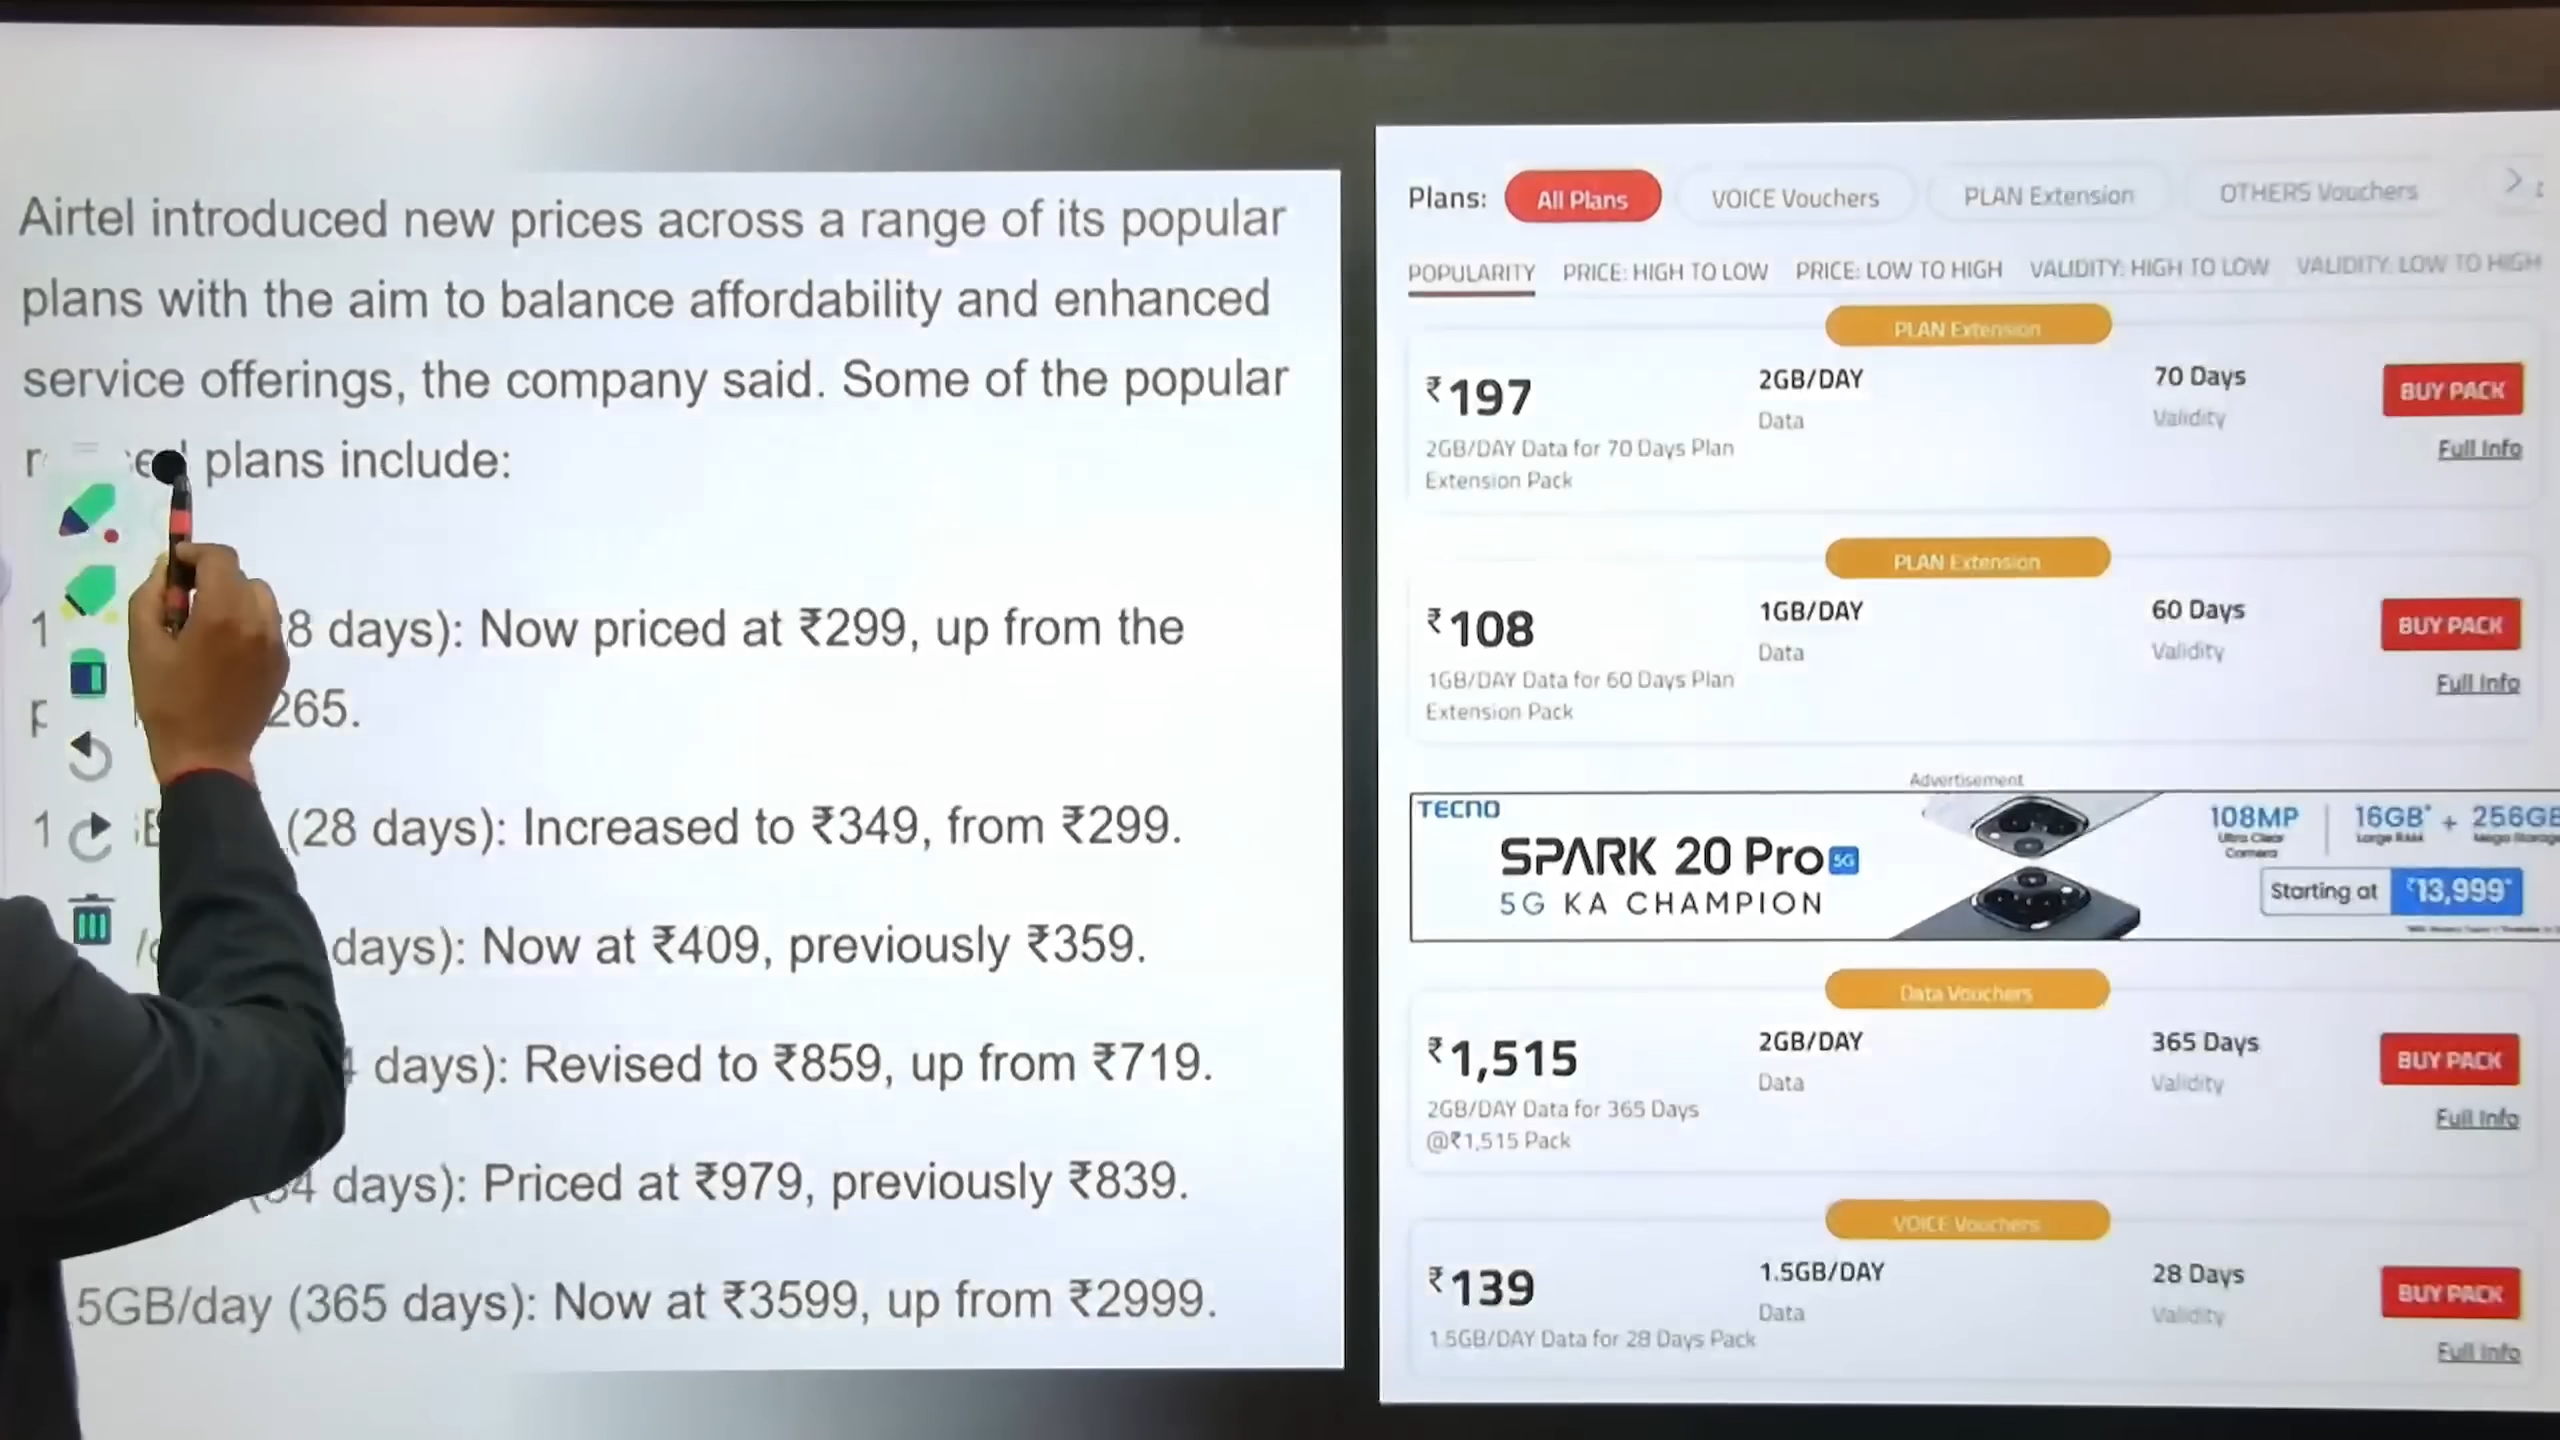 Airtel introduced new prices across a range of its popular
plans with the aim to balance affordability and enhanced
service offerings, the company said. Some of the popular
plans include:
days): Now priced at ₹299, up from the
265.
(28 days): Increased to ₹349, from ₹299.
days): Now at ₹409, previously ₹359.
days): Revised to ₹859, up from ₹719.
days): Priced at ₹979, previously ₹839.
5GB/day (365 days): Now at ₹3599, up from ₹2999.
Plans: All Plans VOICE Vouchers PLAN Extension OTHERS Vouchers >
POPULARITY PRICE: HIGH TO LOW PRICE: LOW TO HIGH VALIDITY: HIGH TO LOW VALIDITY: LOW TO HIGH
PLAN Extension
₹197 2GB/DAY 70 Days BUY PACK
Data Validity
2GB/DAY Data for 70 Days Plan Full Info
Extension Pack
PLAN Extension
₹108 1GB/DAY 60 Days BUY PACK
Data Validity
1GB/DAY Data for 60 Days Plan Full Info
Extension Pack
Advertisement
TECNO
SPARK 20 Pro 5G
5G KA CHAMPION
108MP 16GB* + 256GB
Ultra Clear Large RAM Mega Storage
Camera
Starting at ₹13,999*
Data Vouchers
₹1,515 2GB/DAY 365 Days BUY PACK
Data Validity
2GB/DAY Data for 365 Days Full Info
@₹1,515 Pack
VOICE Vouchers
₹139 1.5GB/DAY 28 Days BUY PACK
Data Validity
1.5GB/DAY Data for 28 Days Pack Full Info